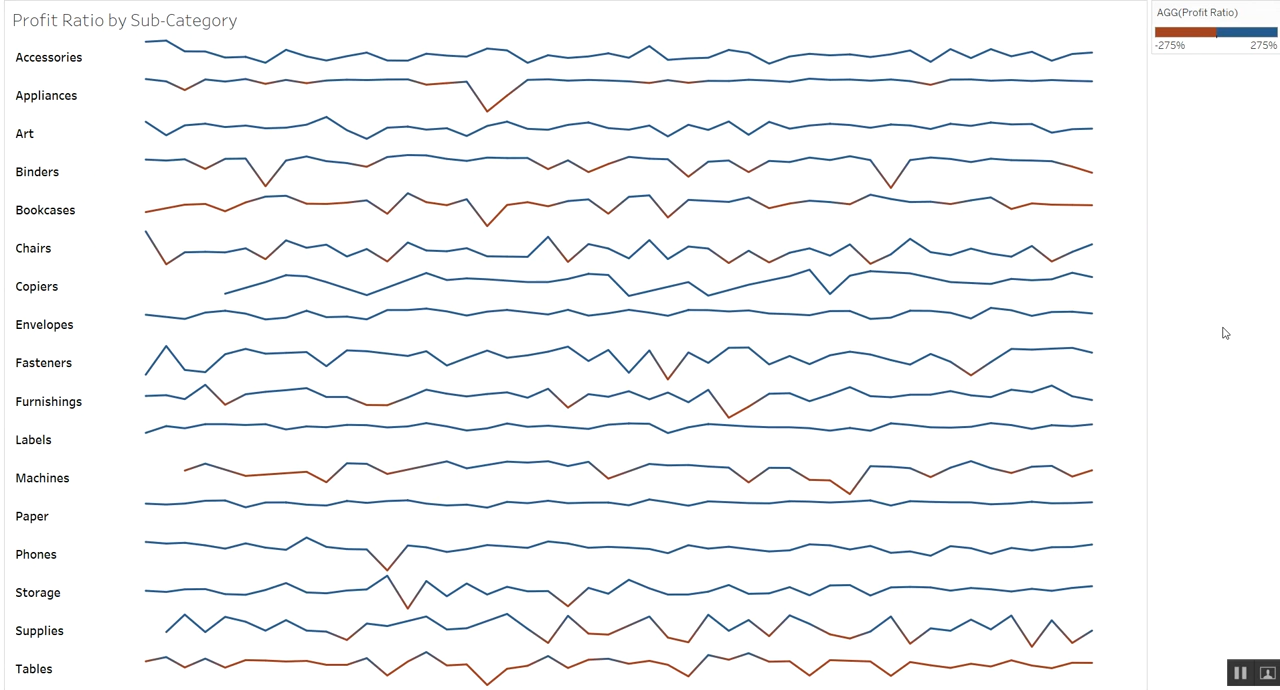 Profit Ratio by Sub-Category
AGG(Profit Ratio)
-275% 275%
Accessories
Appliances
Art
Binders
Bookcases
Chairs
Copiers
Envelopes
Fasteners
Furnishings
Labels
Machines
Paper
Phones
Storage
Supplies
Tables